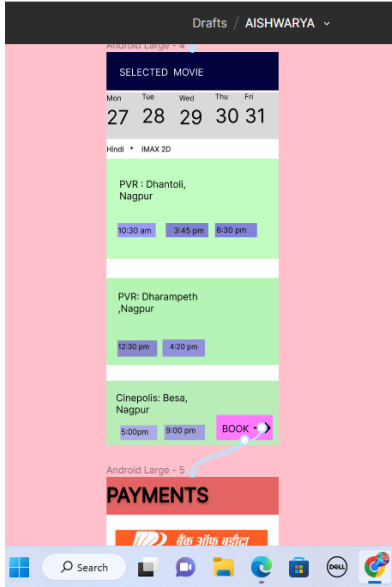 Drafts / AISHWARYA
Android Large - 4
SELECTED MOVIE
Mon Tue Wed Thu Fri
27 28 29 30 31
Hindi * IMAX 2D
PVR : Dhantoli,
Nagpur
10:30 am 3:45 pm 6:30 pm
PVR: Dharampeth
,Nagpur
12:30 pm 4:20 pm
Cinepolis: Besa,
Nagpur
5:00pm 9:00 pm BOOK -
Android Large - 5
PAYMENTS
बैंक ऑफ़ बड़ौदा
Search DELL